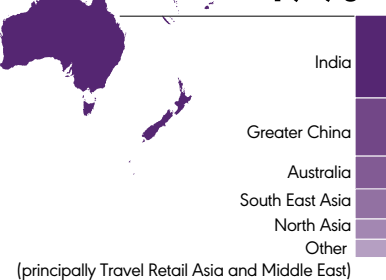 India
Greater China
Australia
South East Asia
North Asia
Other
(principally Travel Retail Asia and Middle East)